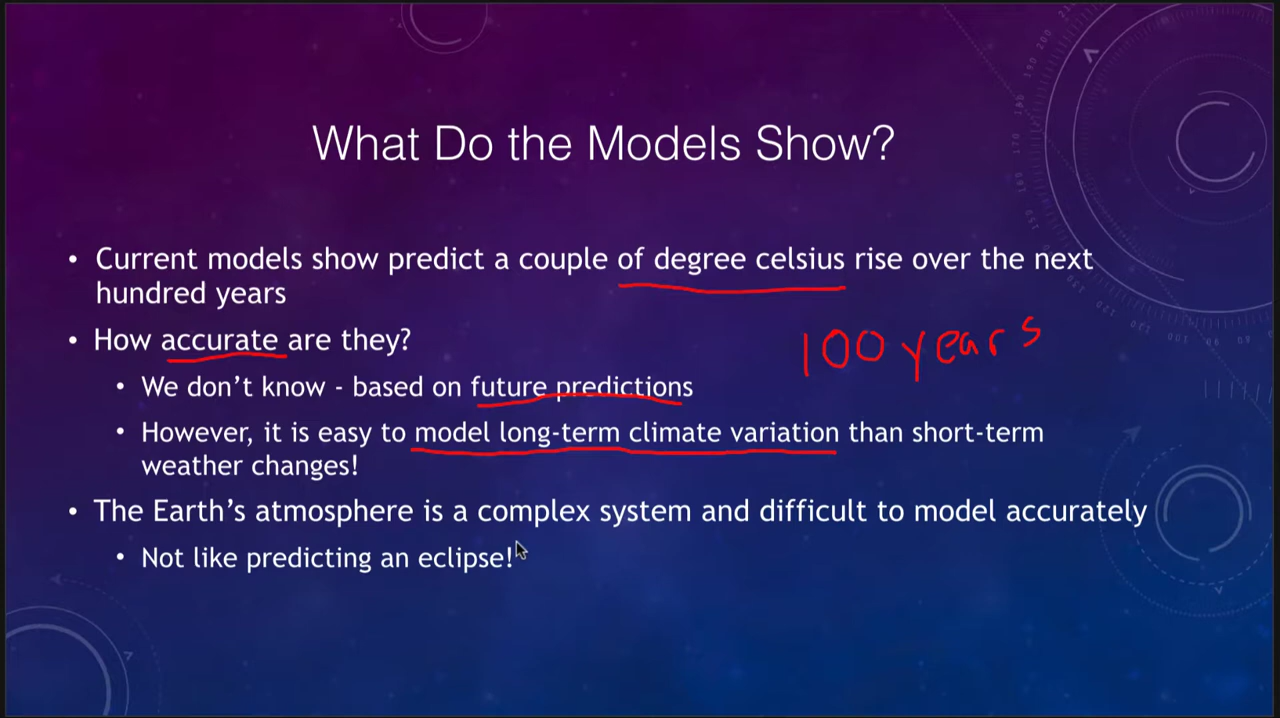 What Do the Models Show?
• Current models show predict a couple of degree celsius rise over the next
hundred years
• How accurate are they?
100 years
• We don't know - based on future predictions
• However, it is easy to model long-term climate variation than short-term
weather changes!
• The Earth's atmosphere is a complex system and difficult to model accurately
• Not like predicting an eclipse!